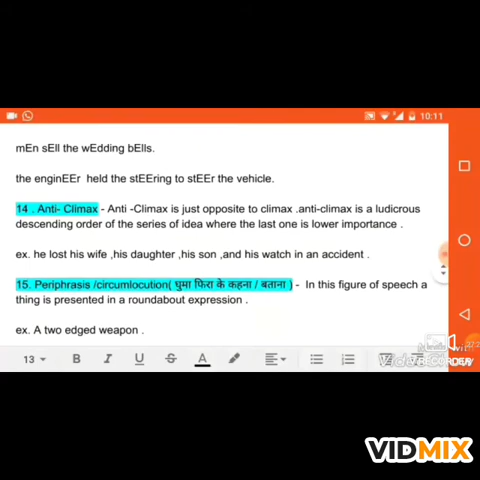 10:11
mEn sEll the wEdding bElls.
the enginEEr held the stEEring to stEEr the vehicle.
14 . Anti- Climax - Anti -Climax is just opposite to climax .anti-climax is a ludicrous
descending order of the series of idea where the last one is lower importance .
ex. he lost his wife ,his daughter ,his son ,and his watch in an accident .
15. Periphrasis /circumlocution( घुमा फिरा के कहना / बताना ) - In this figure of speech a
thing is presented in a roundabout expression .
ex. A two edged weapon .
13 B I U S A
VIDMIX